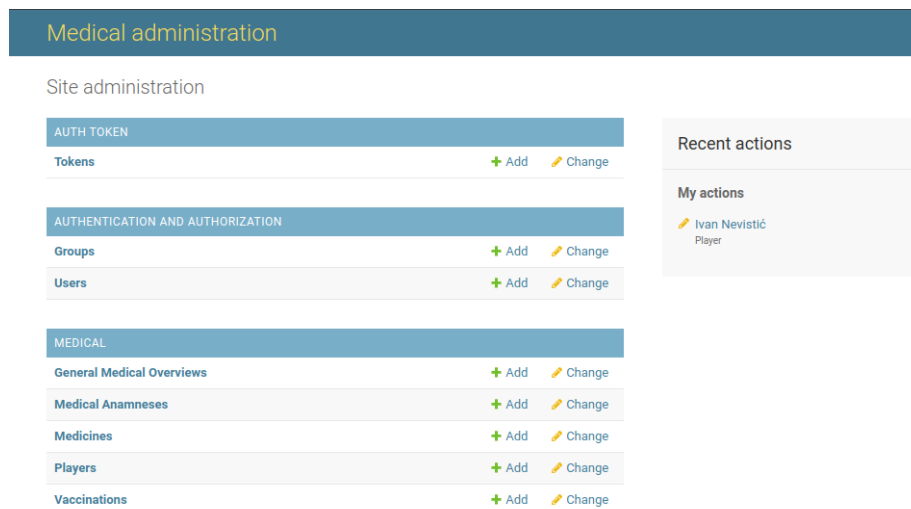 Medical administration
Site administration
AUTH TOKEN
Tokens Add Change
AUTHENTICATION AND AUTHORIZATION
Groups Add Change
Users Add Change
MEDICAL
General Medical Overviews Add Change
Medical Anamneses Add Change
Medicines Add Change
Players Add Change
Vaccinations Add Change
Recent actions
My actions
Ivan Nevistić
Player